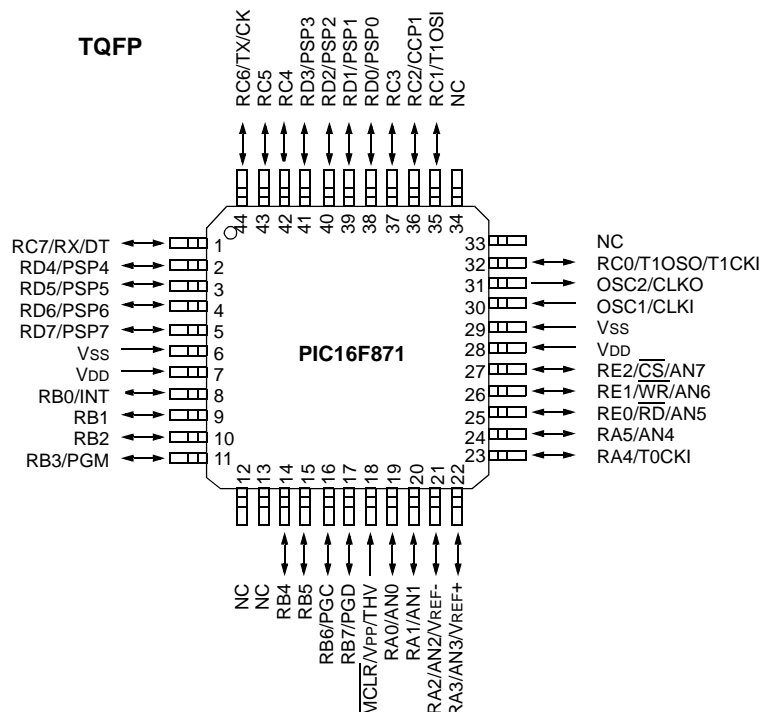 TQFP
RC6/TX/CK
RC5
RC4
RD3/PSP3
RD2/PSP2
RD1/PSP1
RD0/PSP0
RC3
RC2/CCP1
RC1/T1OSI
NC
44
43
42
41
40
39
38
37
36
35
34
RC7/RX/DT 1
RD4/PSP4 2
RD5/PSP5 3
RD6/PSP6 4
RD7/PSP7 5
VSS 6
VDD 7
RB0/INT 8
RB1 9
RB2 10
RB3/PGM 11
PIC16F871
33 NC
32 RC0/T1OSO/T1CKI
31 OSC2/CLKO
30 OSC1/CLKI
29 VSS
28 VDD
27 RE2/C̅S̅/AN7
26 RE1/W̅R̅/AN6
25 RE0/R̅D̅/AN5
24 RA5/AN4
23 RA4/T0CKI
12
13
14
15
16
17
18
19
20
21
22
NC
NC
RB4
RB5
RB6/PGC
RB7/PGD
M̅C̅L̅R̅/VPP/THV
RA0/AN0
RA1/AN1
RA2/AN2/VREF-
RA3/AN3/VREF+